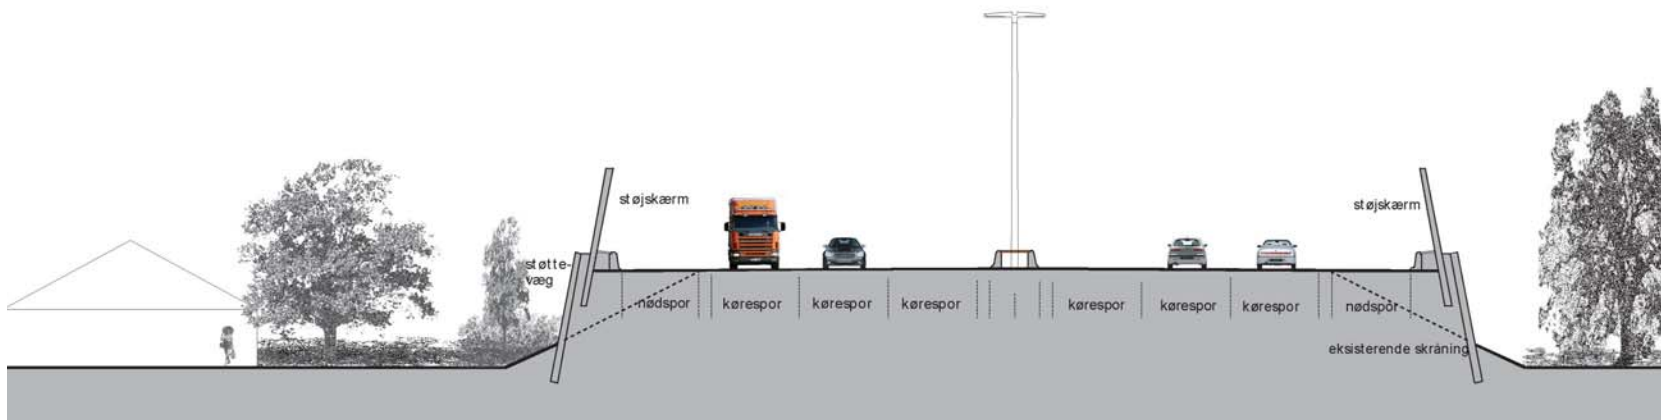 støjskærm
støjskærm
støtte-
væg
nødspor
kørespor
kørespor
kørespor
kørespor
kørespor
kørespor
nødspor
eksisterende skråning